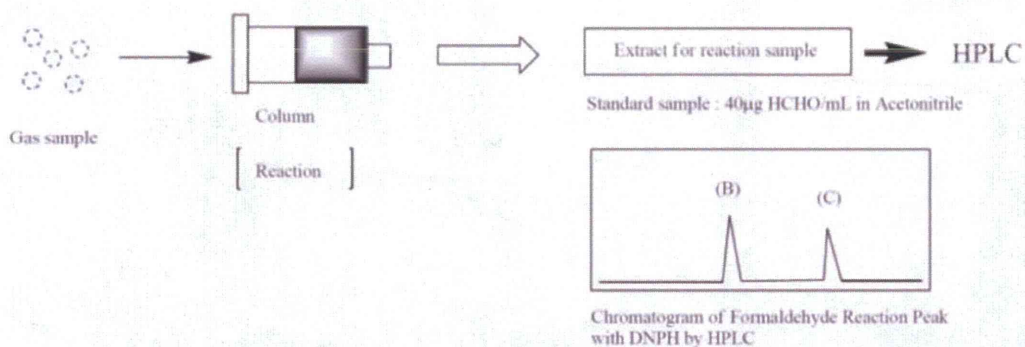 Gas sample
Column
[ Reaction ]
Extract for reaction sample
HPLC
Standard sample : 40µg HCHO/mL in Acetonitrile
(B)
(C)
Chromatogram of Formaldehyde Reaction Peak
with DNPH by HPLC